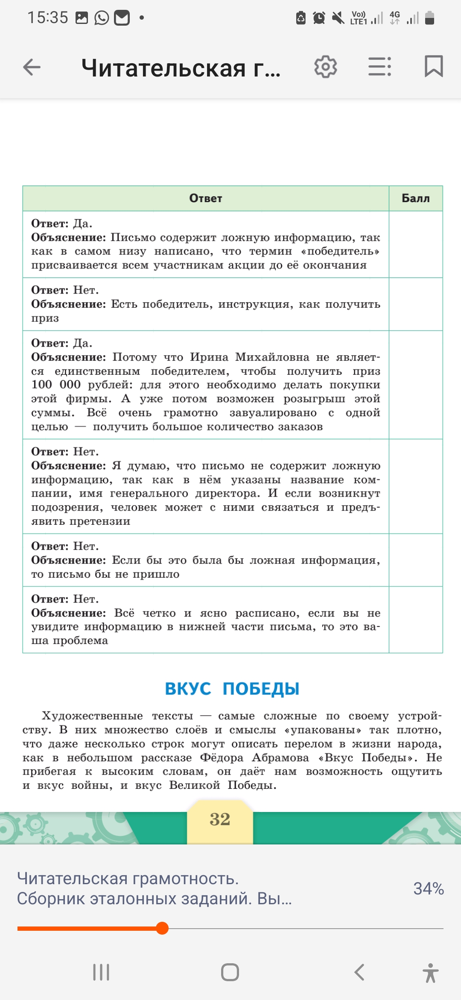 15:35
Vo))
LTE1
4G
Читательская г...
Ответ Балл
Ответ: Да.
Объяснение: Письмо содержит ложную информацию, так
как в самом низу написано, что термин «победитель»
присваивается всем участникам акции до её окончания
Ответ: Нет.
Объяснение: Есть победитель, инструкция, как получить
приз
Ответ: Да.
Объяснение: Потому что Ирина Михайловна не являет-
ся единственным победителем, чтобы получить приз
100 000 рублей: для этого необходимо делать покупки
этой фирмы. А уже потом возможен розыгрыш этой
суммы. Всё очень грамотно завуалировано с одной
целью — получить большое количество заказов
Ответ: Нет.
Объяснение: Я думаю, что письмо не содержит ложную
информацию, так как в нём указаны название ком-
пании, имя генерального директора. И если возникнут
подозрения, человек может с ними связаться и предъ-
явить претензии
Ответ: Нет.
Объяснение: Если бы это была бы ложная информация,
то письмо бы не пришло
Ответ: Нет.
Объяснение: Всё четко и ясно расписано, если вы не
увидите информацию в нижней части письма, то это ва-
ша проблема
ВКУС ПОБЕДЫ
Художественные тексты — самые сложные по своему устрой-
ству. В них множество слоёв и смыслы «упакованы» так плотно,
что даже несколько строк могут описать перелом в жизни народа,
как в небольшом рассказе Фёдора Абрамова «Вкус Победы». Не
прибегая к высоким словам, он даёт нам возможность ощутить
и вкус войны, и вкус Великой Победы.
32
Читательская грамотность.
Сборник эталонных заданий. Вы...
34%